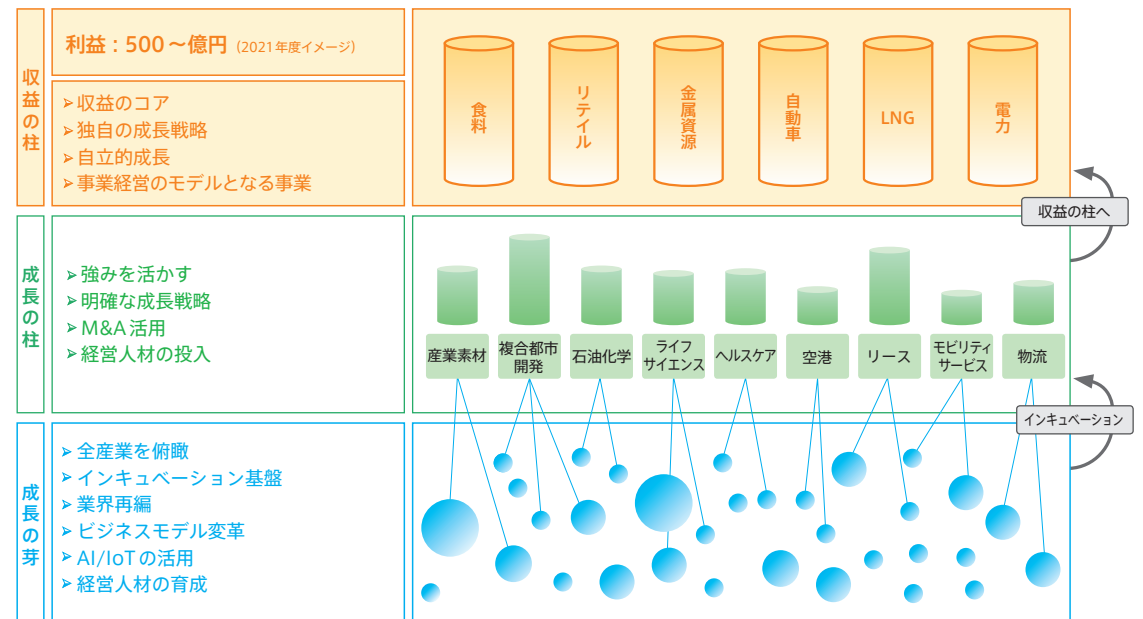 収益の柱
利益：500～億円（2021年度イメージ）
➢収益のコア
➢独自の成長戦略
➢自立的成長
➢事業経営のモデルとなる事業
食料
リテイル
金属資源
自動車
LNG
電力
収益の柱へ
成長の柱
➢強みを活かす
➢明確な成長戦略
➢M&A活用
➢経営人材の投入
産業素材
複合都市
開発
石油化学
ライフ
サイエンス
ヘルスケア
空港
リース
モビリティ
サービス
物流
インキュベーション
成長の芽
➢全産業を俯瞰
➢インキュベーション基盤
➢業界再編
➢ビジネスモデル変革
➢AI/IoTの活用
➢経営人材の育成